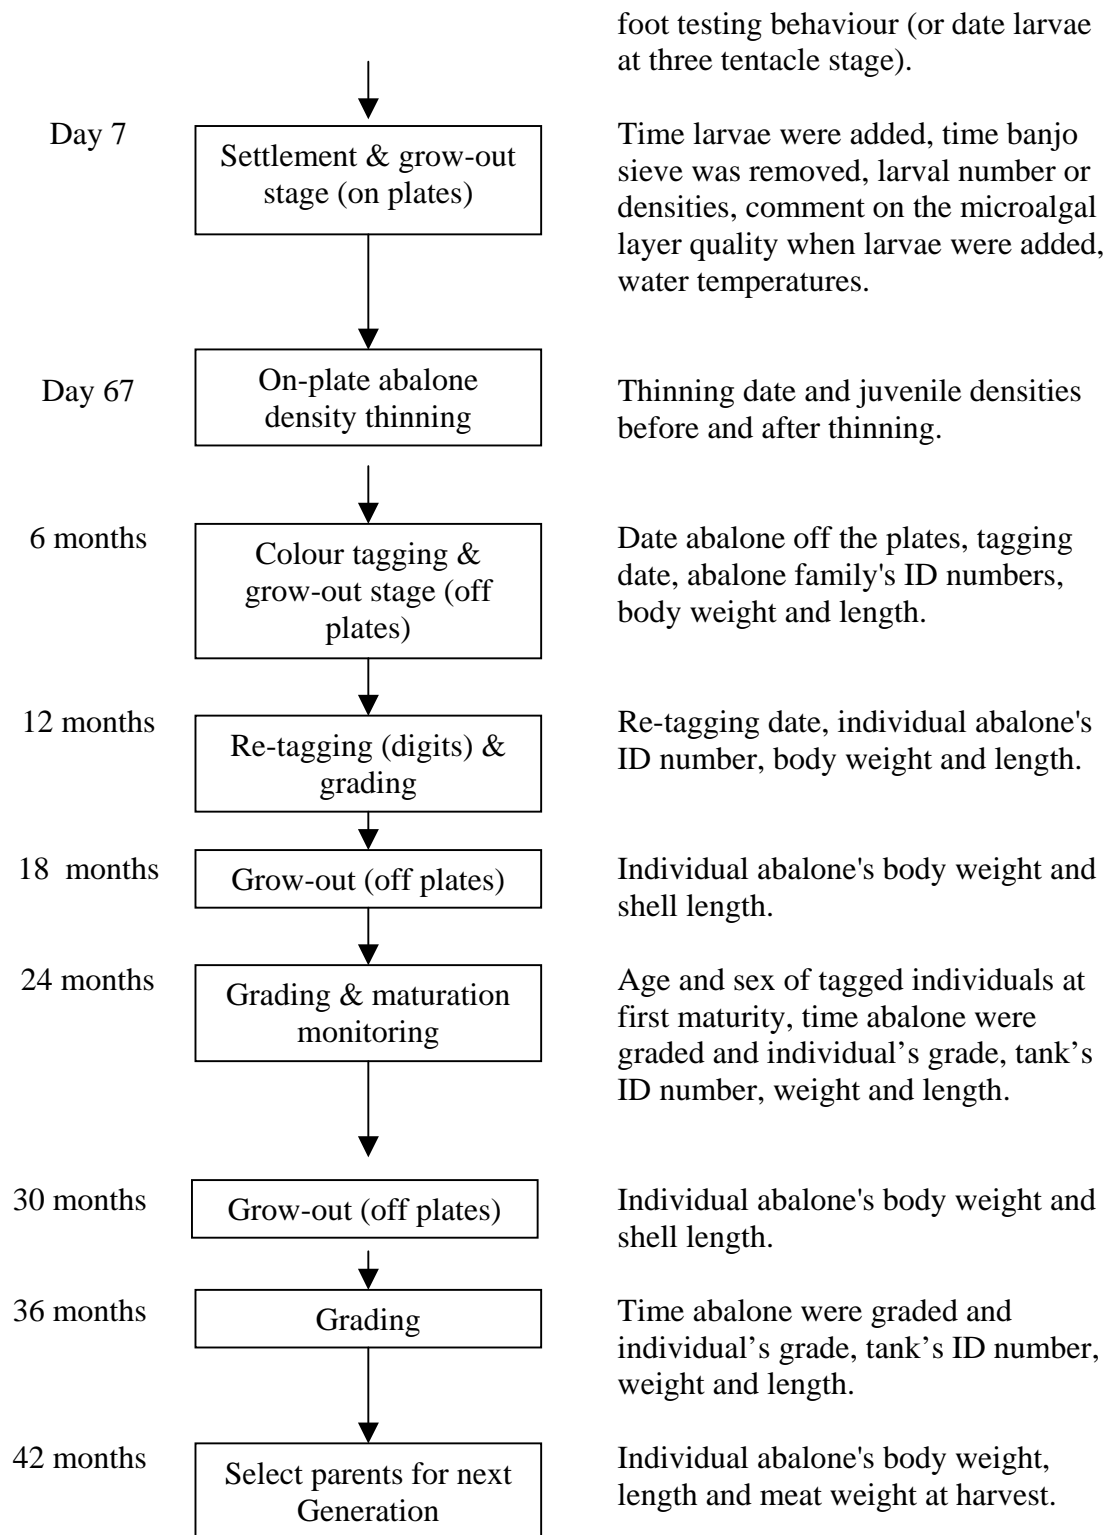 foot testing behaviour (or date larvae
at three tentacle stage).
Day 7
Settlement & grow-out
stage (on plates)
Time larvae were added, time banjo
sieve was removed, larval number or
densities, comment on the microalgal
layer quality when larvae were added,
water temperatures.
Day 67
On-plate abalone
density thinning
Thinning date and juvenile densities
before and after thinning.
6 months
Colour tagging &
grow-out stage (off
plates)
Date abalone off the plates, tagging
date, abalone family's ID numbers,
body weight and length.
12 months
Re-tagging (digits) &
grading
Re-tagging date, individual abalone's
ID number, body weight and length.
18 months
Grow-out (off plates)
Individual abalone's body weight and
shell length.
24 months
Grading & maturation
monitoring
Age and sex of tagged individuals at
first maturity, time abalone were
graded and individual’s grade, tank’s
ID number, weight and length.
30 months
Grow-out (off plates)
Individual abalone's body weight and
shell length.
36 months
Grading
Time abalone were graded and
individual’s grade, tank’s ID number,
weight and length.
42 months
Select parents for next
Generation
Individual abalone's body weight,
length and meat weight at harvest.